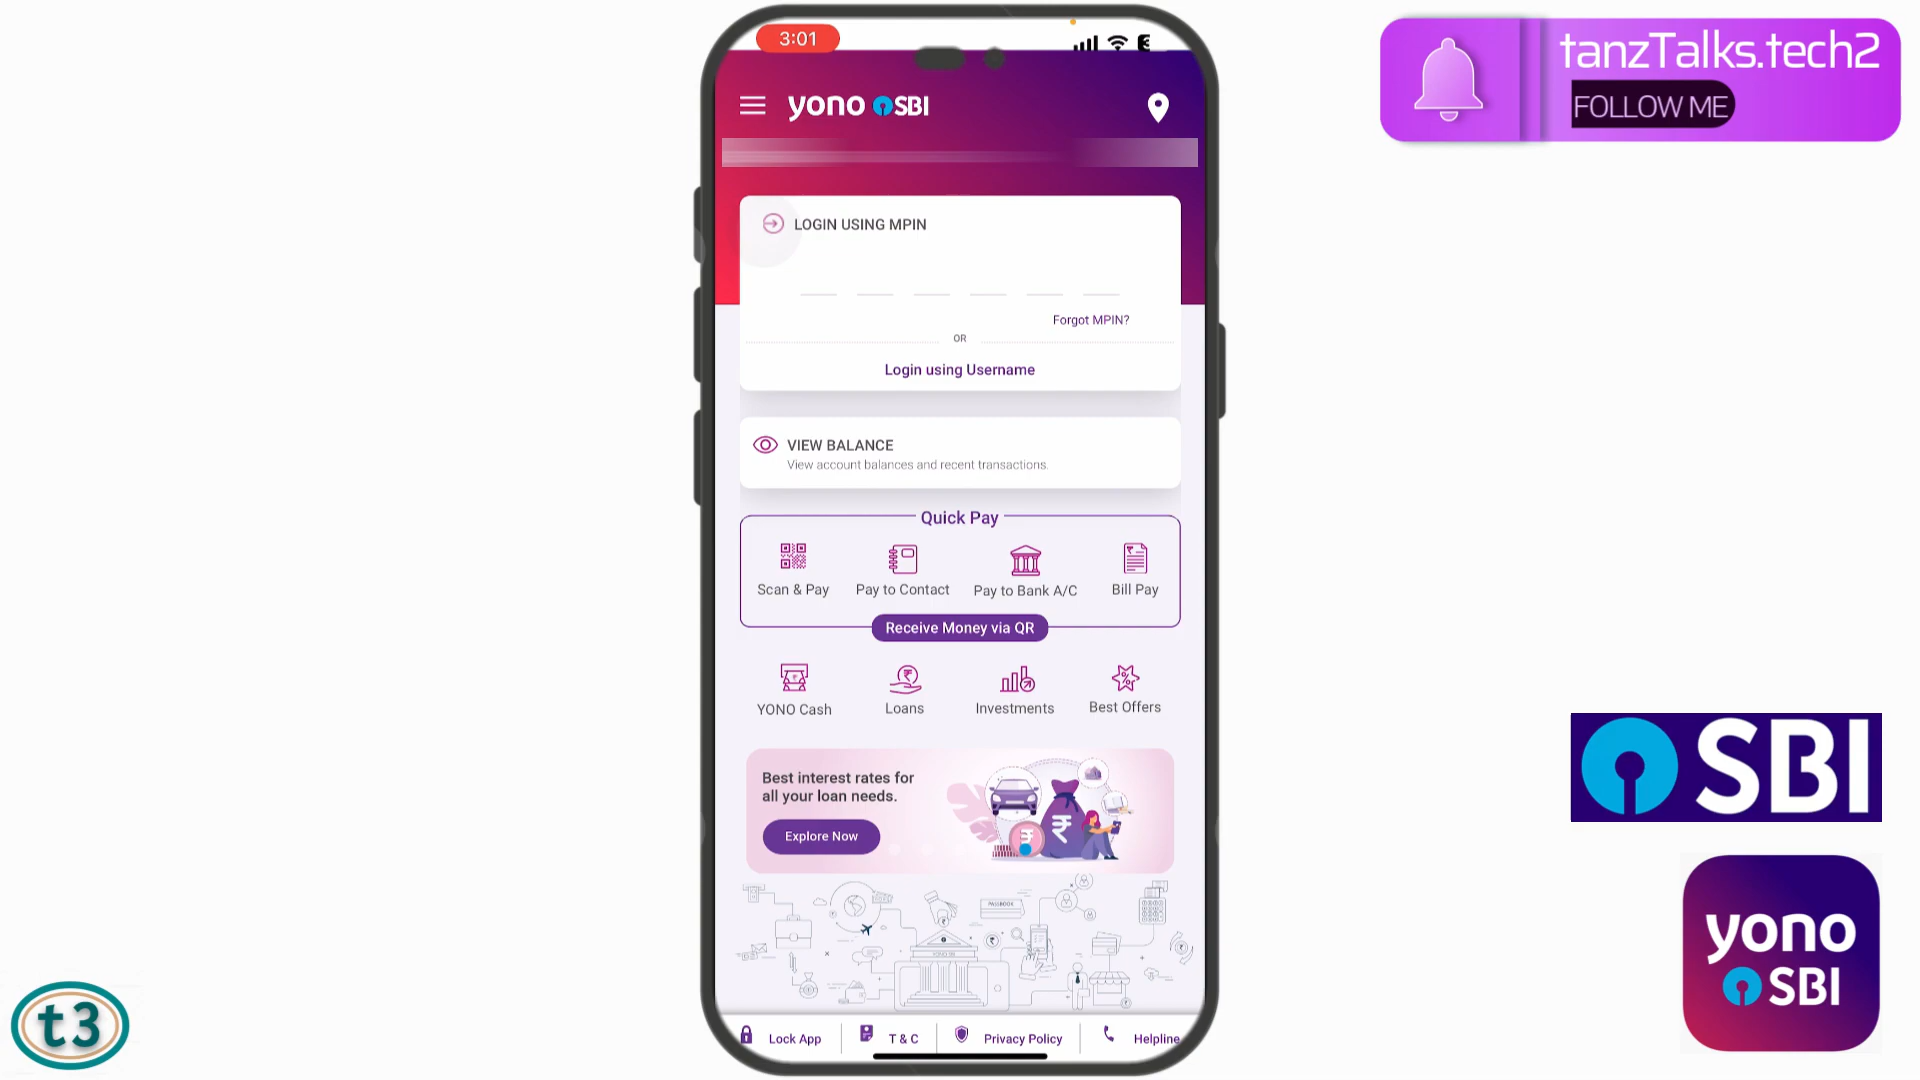 3:01
tanzTalks.tech2
FOLLOW ME
yono SBI
LOGIN USING MPIN
Forgot MPIN?
OR
Login using Username
VIEW BALANCE
View account balances and recent transactions.
Quick Pay
Scan & Pay
Pay to Contact
Pay to Bank A/C
Bill Pay
Receive Money via QR
YONO Cash
Loans
Investments
Best Offers
Best interest rates for
all your loan needs.
Explore Now
PASSBOOK
YONO SBI
Lock App
T & C
Privacy Policy
Helpline
SBI
yono
SBI
t3